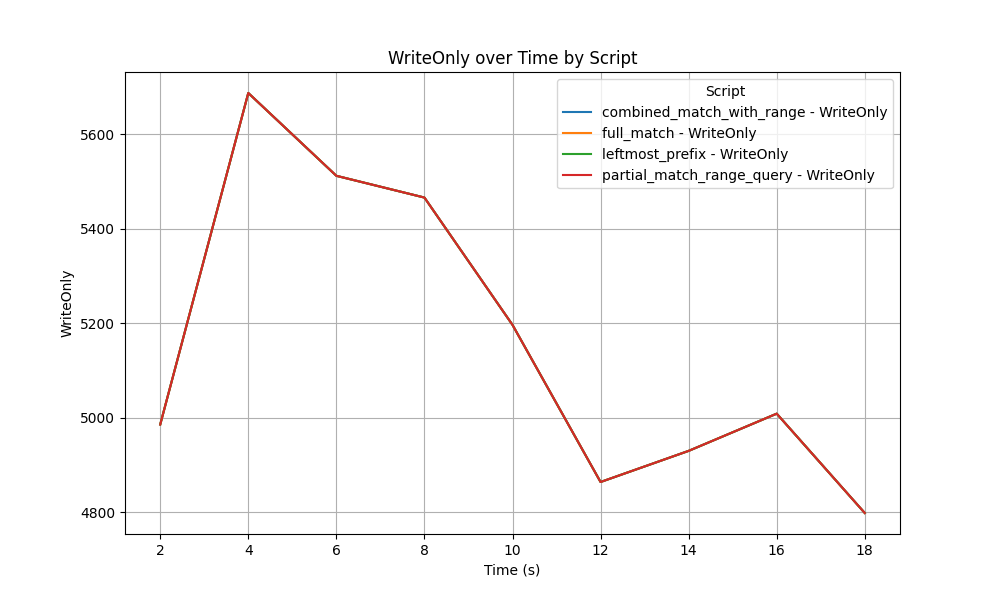 WriteOnly over Time by Script
Script
combined_match_with_range - WriteOnly
full_match - WriteOnly
leftmost_prefix - WriteOnly
partial_match_range_query - WriteOnly
WriteOnly
5600
5400
5200
5000
4800
2 4 6 8 10 12 14 16 18
Time (s)